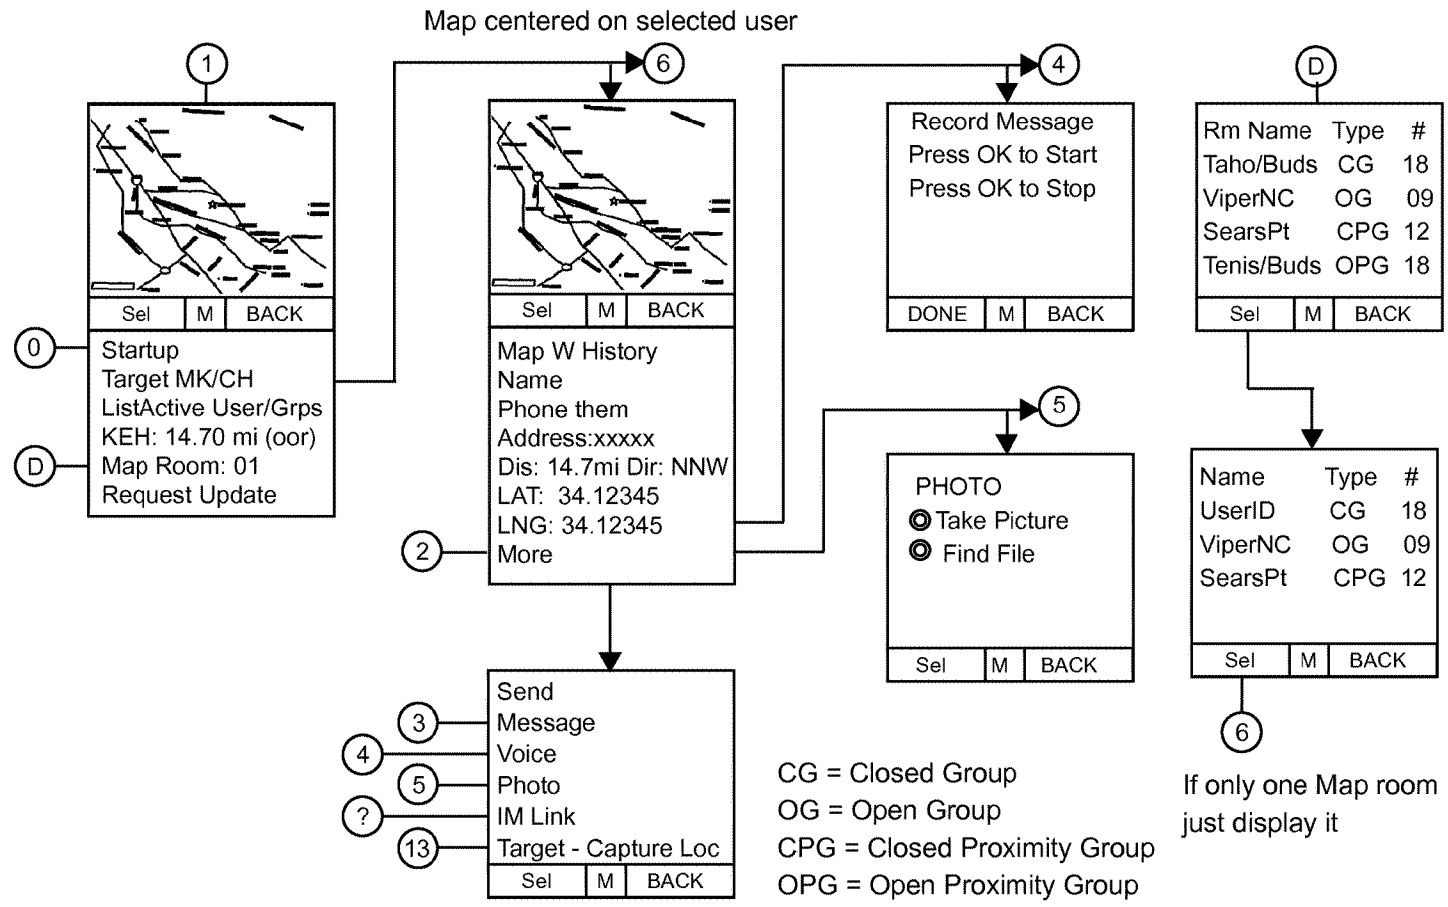 Map centered on selected user
1
Sel M BACK
0
Startup
Target MK/CH
ListActive User/Grps
KEH: 14.70 mi (oor)
D
Map Room: 01
Request Update
6
Sel M BACK
Map W History
Name
Phone them
Address:xxxxx
Dis: 14.7mi Dir: NNW
LAT: 34.12345
LNG: 34.12345
2
More
Send
3
Message
4
Voice
5
Photo
?
IM Link
13
Target - Capture Loc
Sel M BACK
4
Record Message
Press OK to Start
Press OK to Stop
DONE M BACK
5
PHOTO
Take Picture
Find File
Sel M BACK
D
Rm Name Type #
Taho/Buds CG 18
ViperNC OG 09
SearsPt CPG 12
Tenis/Buds OPG 18
Sel M BACK
Name Type #
UserID CG 18
ViperNC OG 09
SearsPt CPG 12
Sel M BACK
6
If only one Map room
just display it
CG = Closed Group
OG = Open Group
CPG = Closed Proximity Group
OPG = Open Proximity Group